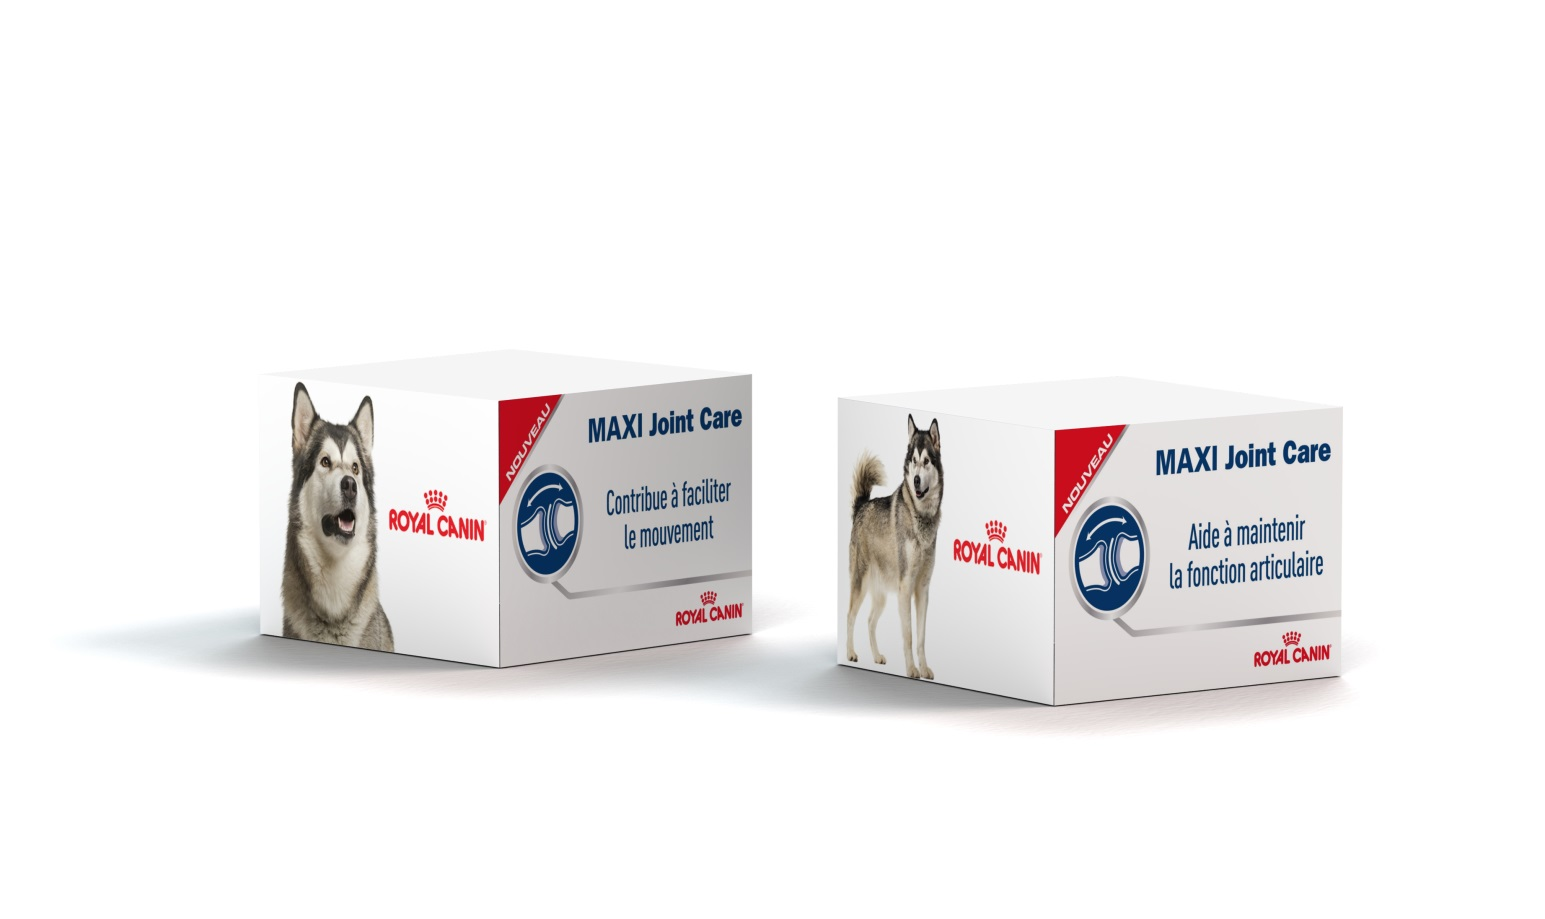 ROYAL CANIN
NOUVEAU
MAXI Joint Care
Contribue à faciliter
le mouvement
ROYAL CANIN
ROYAL CANIN
NOUVEAU
MAXI Joint Care
Aide à maintenir
la fonction articulaire
ROYAL CANIN